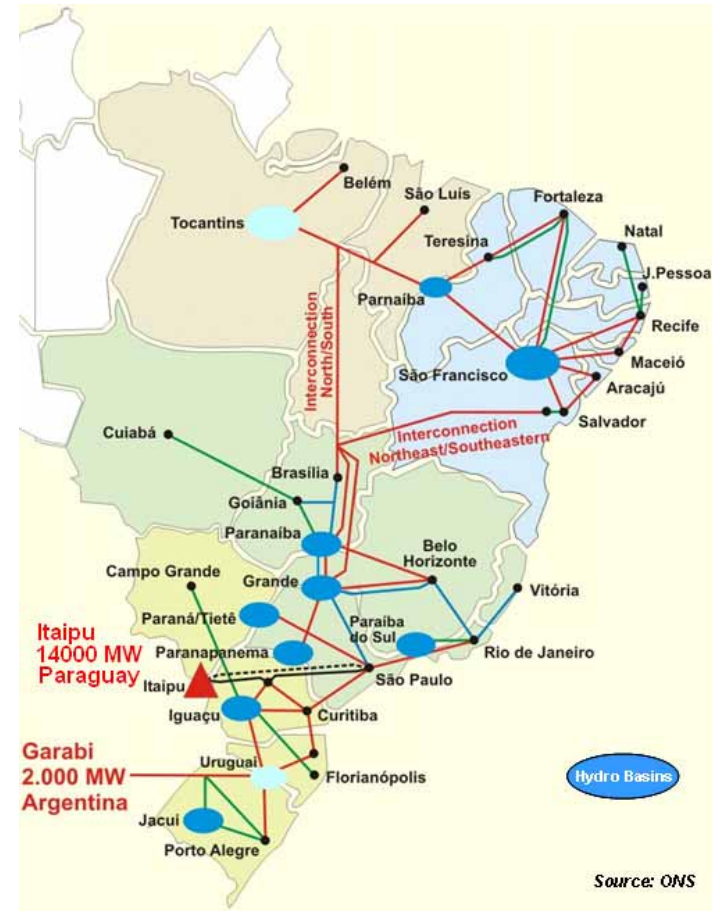 Belém
São Luís
Fortaleza
Tocantins
Teresina
Natal
J.Pessoa
Parnaiba
Recife
Interconnection
North/South
São Francisco
Maceió
Aracajú
Salvador
Interconnection
Northeast/Southeastern
Cuiabá
Brasília
Goiânia
Paranaíba
Belo
Horizonte
Campo Grande
Grande
Vitória
Paraná/Tietê
Paraiba
do Sul
Itaipu
14000 MW
Paraguay
Paranapanema
Rio de Janeiro
São Paulo
Itaipu
Iguaçu
Curitiba
Garabi
2.000 MW
Argentina
Uruguai
Florianópolis
Hydro Basins
Jacui
Porto Alegre
Source: ONS